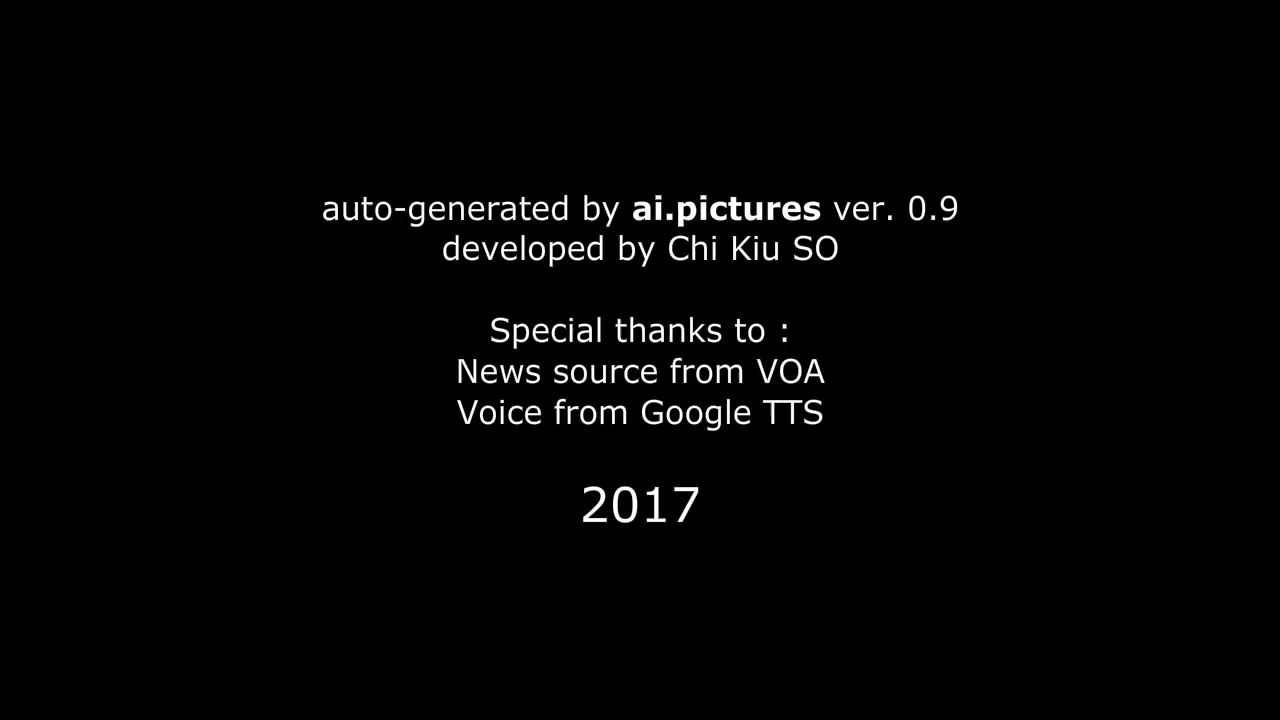 auto-generated by ai.pictures ver. 0.9
developed by Chi Kiu SO
Special thanks to :
News source from VOA
Voice from Google TTS
2017